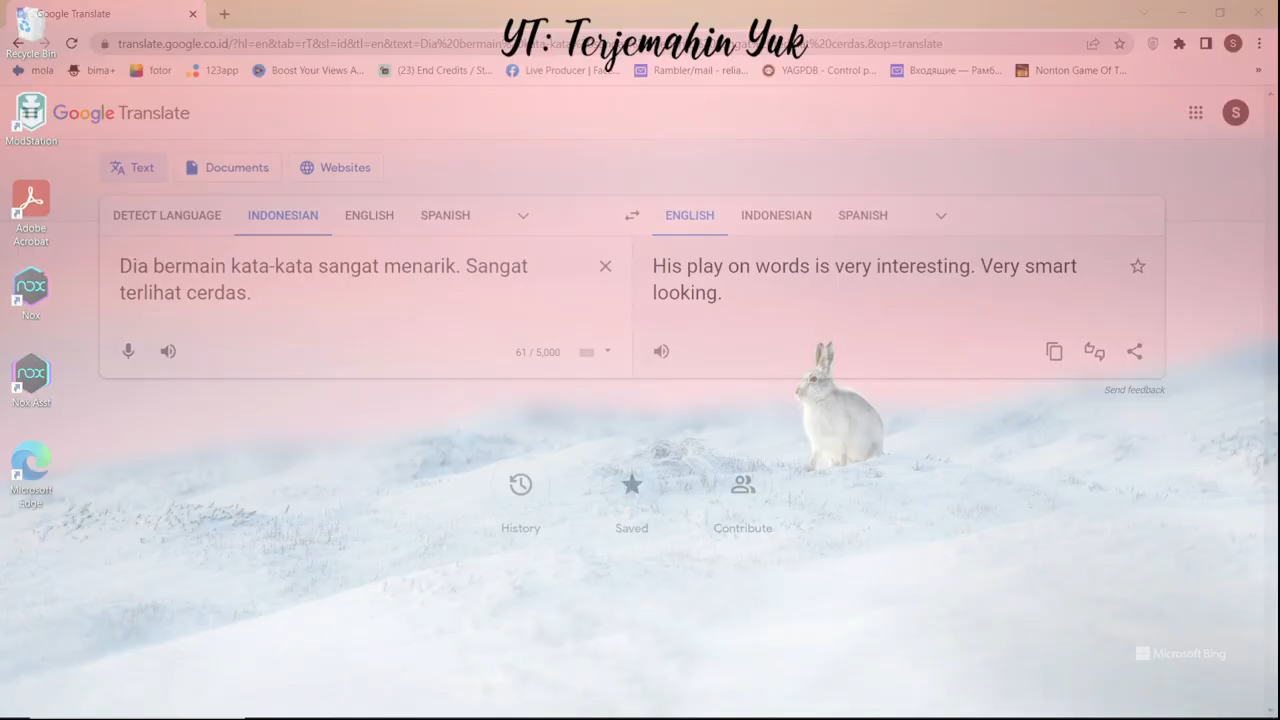 YT: Terjemahin Yuk
Google Translate
Recycle Bin
mola
bima+
fotor
123app
Boost Your Views A...
(23) End Credits / St...
Live Producer | Fac...
Rambler/mail - relia...
YAGPDB - Control p...
Входящие — Рамб...
Nonton Game Of T...
»
ModStation
Google Translate
S
Text
Documents
Websites
DETECT LANGUAGE
INDONESIAN
ENGLISH
SPANISH
ENGLISH
INDONESIAN
SPANISH
Adobe
Acrobat
Dia bermain kata-kata sangat menarik. Sangat
terlihat cerdas.
His play on words is very interesting. Very smart
looking.
nox
Nox
61 / 5,000
nox
Nox Asst
Send feedback
Microsoft
Edge
History
Saved
Contribute
Microsoft Bing